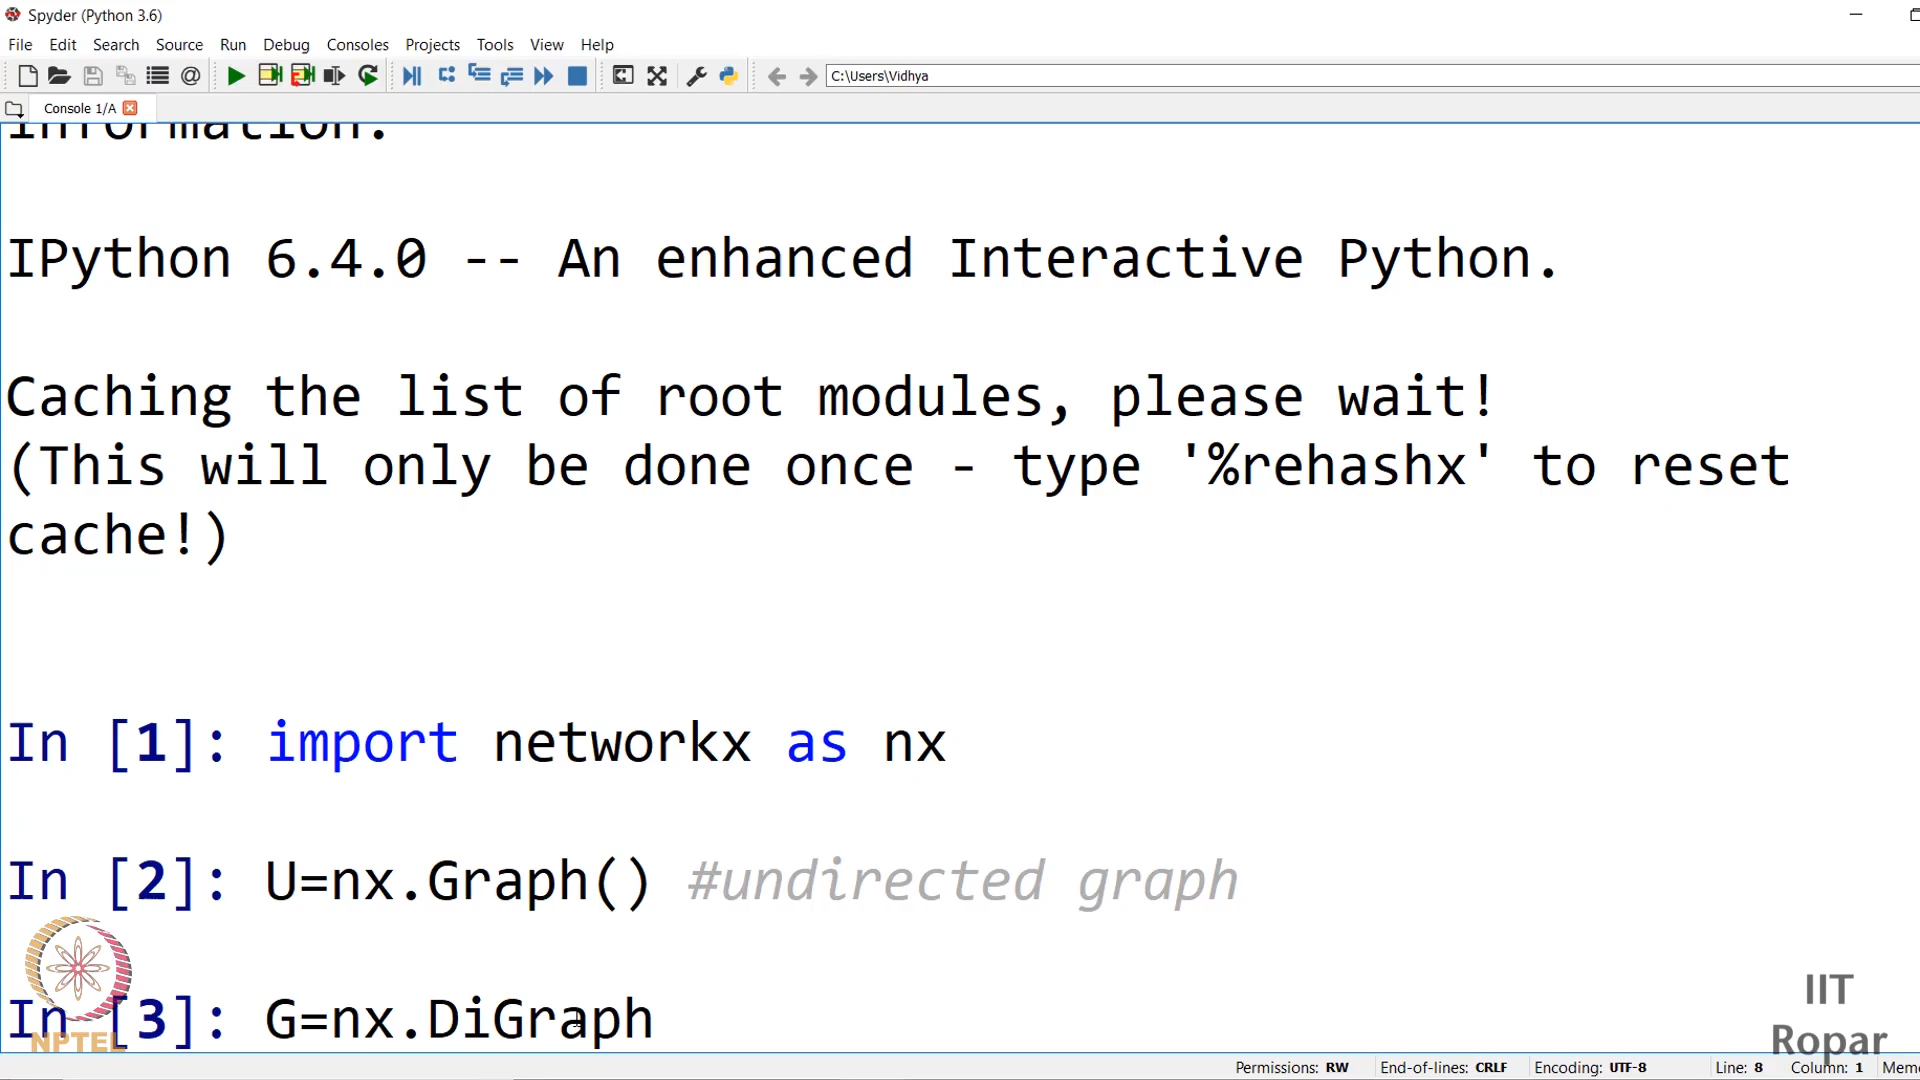 Spyder (Python 3.6)
File Edit Search Source Run Debug Consoles Projects Tools View Help
C:\Users\Vidhya
Console 1/A
information.
IPython 6.4.0 -- An enhanced Interactive Python.
Caching the list of root modules, please wait!
(This will only be done once - type '%rehashx' to reset
cache!)
In [1]: import networkx as nx
In [2]: U=nx.Graph() #undirected graph
In [3]: G=nx.DiGraph
NPTEL
IIT
Ropar
Permissions: RW End-of-lines: CRLF Encoding: UTF-8 Line: 8 Column: 1 Mem